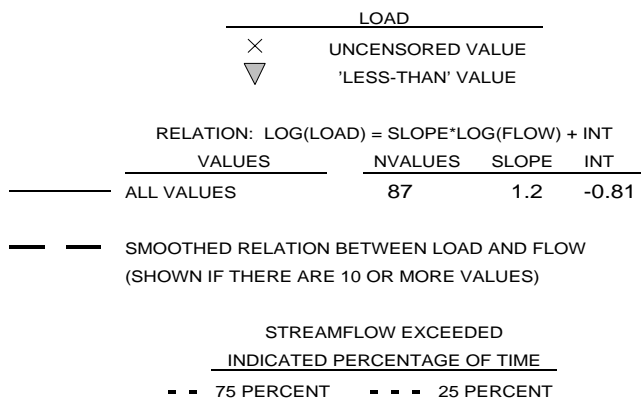 LOAD
UNCENSORED VALUE
'LESS-THAN' VALUE
RELATION: LOG(LOAD) = SLOPE*LOG(FLOW) + INT
VALUES NVALUES SLOPE INT
ALL VALUES 87 1.2 -0.81
SMOOTHED RELATION BETWEEN LOAD AND FLOW
(SHOWN IF THERE ARE 10 OR MORE VALUES)
STREAMFLOW EXCEEDED
INDICATED PERCENTAGE OF TIME
75 PERCENT 25 PERCENT